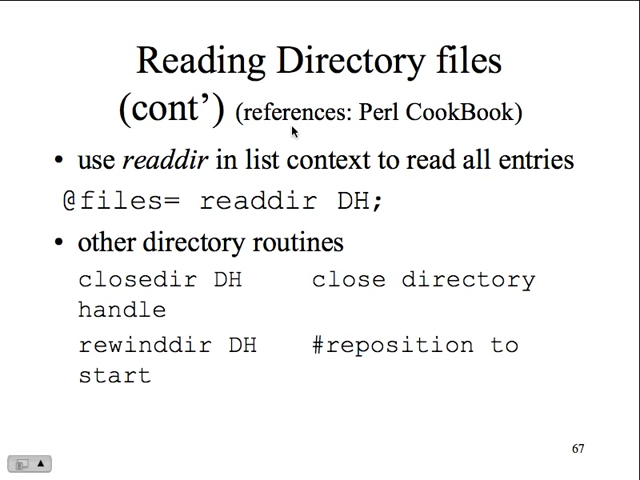 Reading Directory files
(cont’) (references: Perl CookBook)
• use readdir in list context to read all entries
@files= readdir DH;
• other directory routines
closedir DH close directory
handle
rewinddir DH #reposition to
start
67